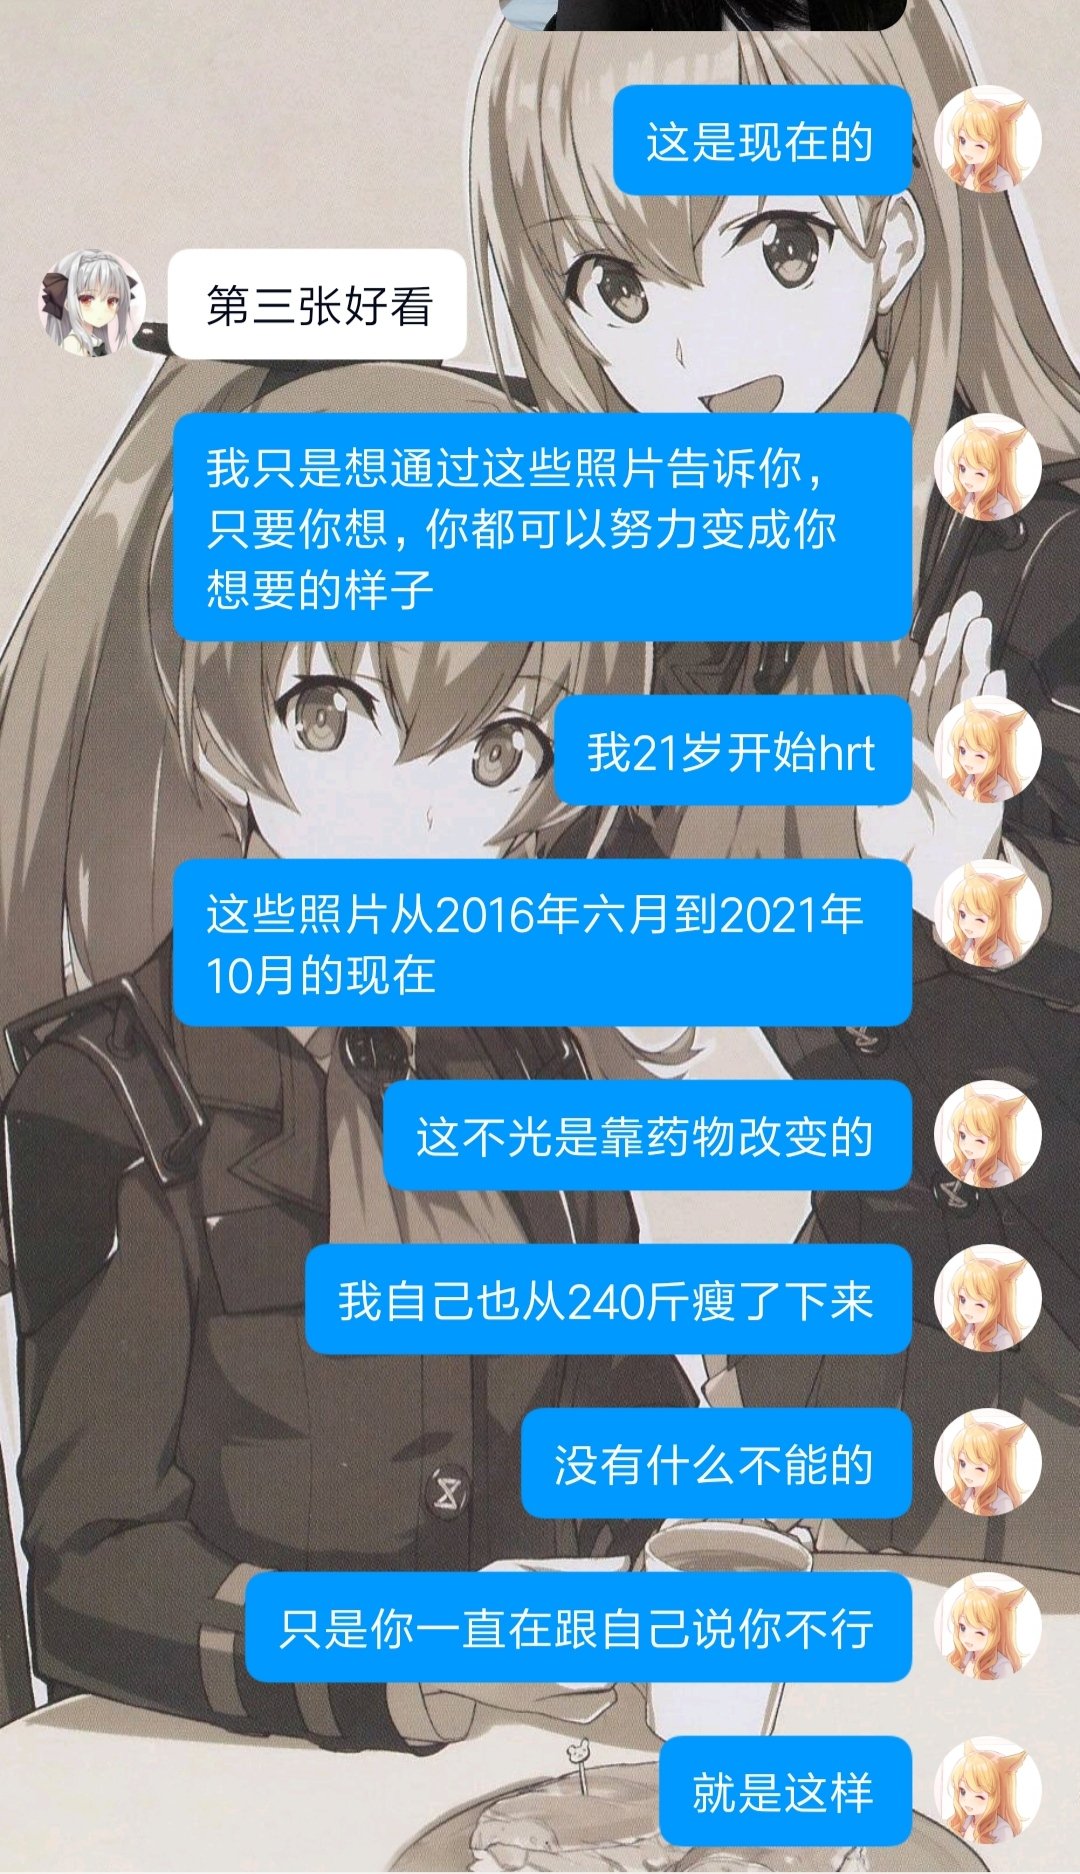 这是现在的
第三张好看
我只是想通过这些照片告诉你，
只要你想，你都可以努力变成你
想要的样子
我21岁开始hrt
这些照片从2016年六月到2021年
10月的现在
这不光是靠药物改变的
我自己也从240斤瘦了下来
没有什么不能的
只是你一直在跟自己说你不行
就是这样